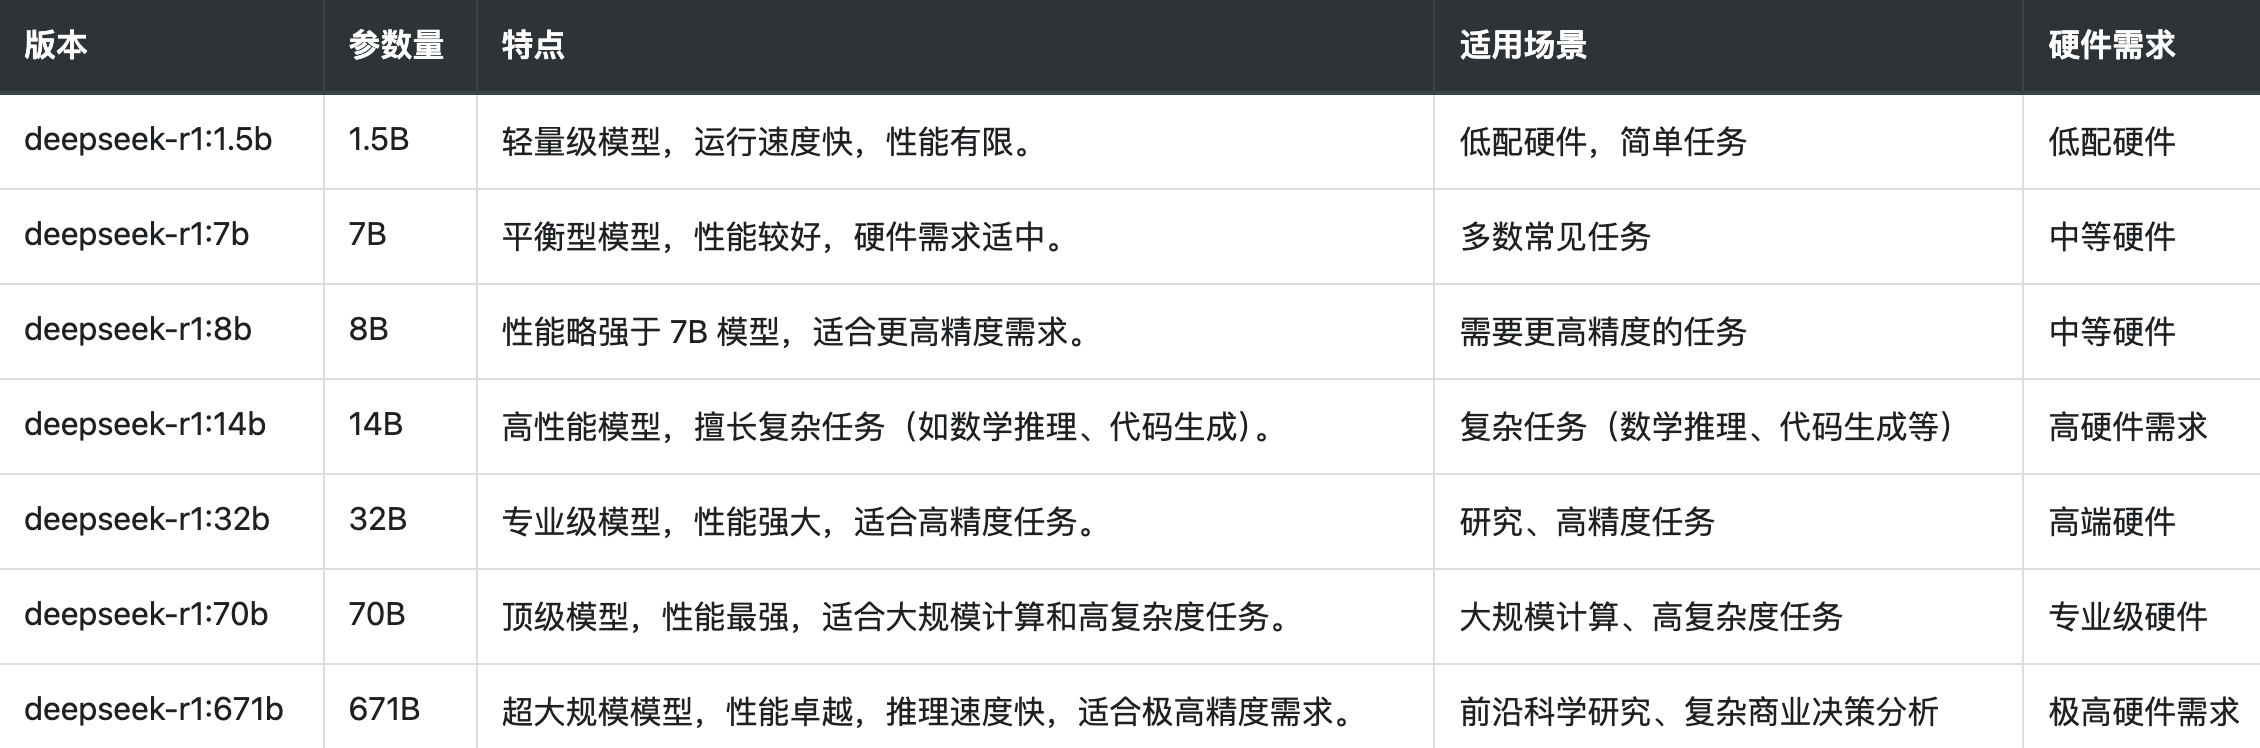 版本 参数量 特点 适用场景 硬件需求
deepseek-r1:1.5b 1.5B 轻量级模型，运行速度快，性能有限。 低配硬件，简单任务 低配硬件
deepseek-r1:7b 7B 平衡型模型，性能较好，硬件需求适中。 多数常见任务 中等硬件
deepseek-r1:8b 8B 性能略强于 7B 模型，适合更高精度需求。 需要更高精度的任务 中等硬件
deepseek-r1:14b 14B 高性能模型，擅长复杂任务（如数学推理、代码生成）。 复杂任务（数学推理、代码生成等） 高硬件需求
deepseek-r1:32b 32B 专业级模型，性能强大，适合高精度任务。 研究、高精度任务 高端硬件
deepseek-r1:70b 70B 顶级模型，性能最强，适合大规模计算和高复杂度任务。 大规模计算、高复杂度任务 专业级硬件
deepseek-r1:671b 671B 超大规模模型，性能卓越，推理速度快，适合极高精度需求。 前沿科学研究、复杂商业决策分析 极高硬件需求